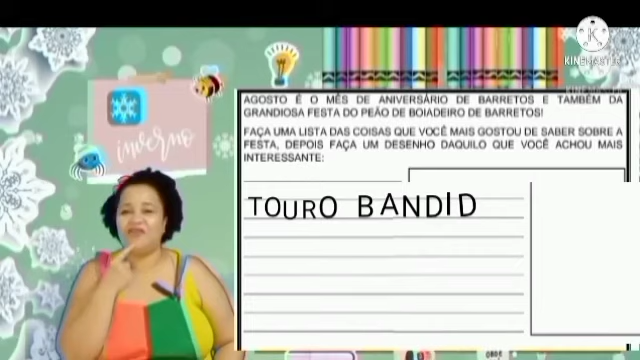 KINEMASTER
inverno
AGOSTO É O MÊS DE ANIVERSÁRIO DE BARRETOS E TAMBÉM DA
GRANDIOSA FESTA DO PEÃO DE BOIADEIRO DE BARRETOS!
FAÇA UMA LISTA DAS COISAS QUE VOCÊ MAIS GOSTOU DE SABER SOBRE A
FESTA, DEPOIS FAÇA UM DESENHO DAQUILO QUE VOCÊ ACHOU MAIS
INTERESSANTE:
TOURO BANDID